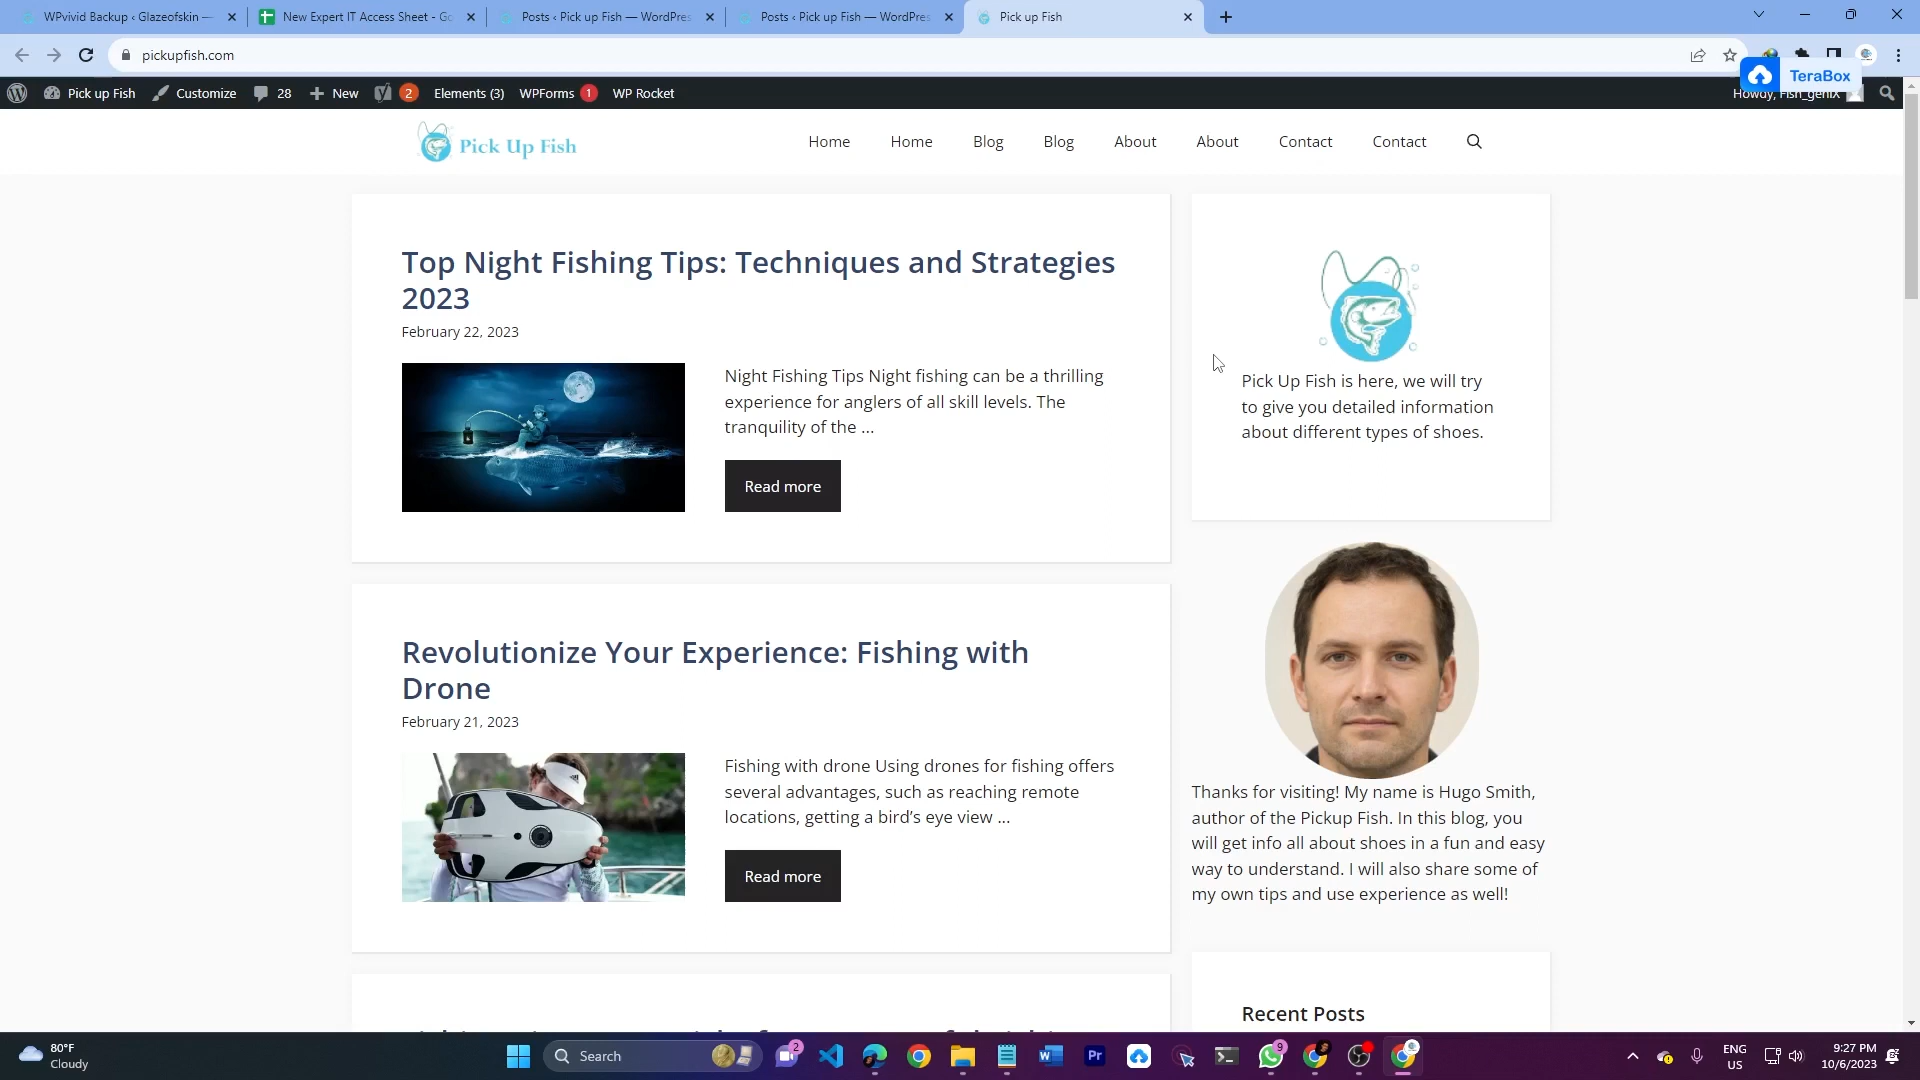 WPvivid Backup ‹ Glazeofskin —
New Expert IT Access Sheet - Go
Posts ‹ Pick up Fish — WordPres
Posts ‹ Pick up Fish — WordPres
Pick up Fish
pickupfish.com
TeraBox
Pick up Fish Customize 28 New 2 Elements (3) WPForms 1 WP Rocket
Howdy, Fish_geniX
Pick Up Fish
Home Home Blog Blog About About Contact Contact
Top Night Fishing Tips: Techniques and Strategies
2023
February 22, 2023
Night Fishing Tips Night fishing can be a thrilling
experience for anglers of all skill levels. The
tranquility of the ...
Read more
Pick Up Fish is here, we will try
to give you detailed information
about different types of shoes.
Revolutionize Your Experience: Fishing with
Drone
February 21, 2023
Fishing with drone Using drones for fishing offers
several advantages, such as reaching remote
locations, getting a bird’s eye view ...
Read more
Thanks for visiting! My name is Hugo Smith,
author of the Pickup Fish. In this blog, you
will get info all about shoes in a fun and easy
way to understand. I will also share some of
my own tips and use experience as well!
Recent Posts
80°F
Cloudy
Search
2
Pr
9
ENG
US
9:27 PM
10/6/2023